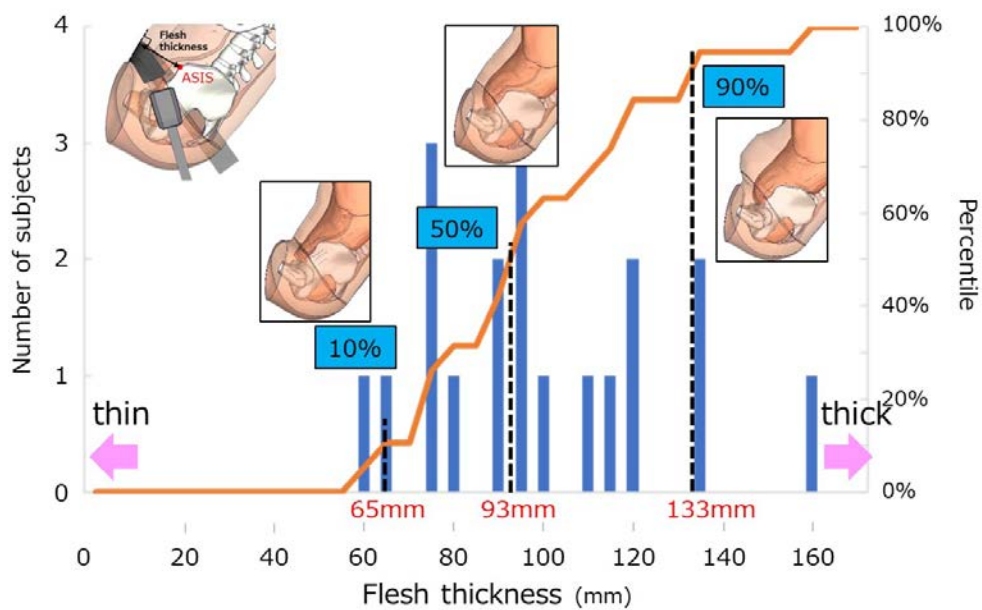 Flesh
thickness
ASIS
Number of subjects
4
3
2
1
0
100%
80%
60%
40%
20%
0%
Percentile
10%
50%
90%
thin
thick
65mm
93mm
133mm
0 20 40 60 80 100 120 140 160
Flesh thickness (mm)